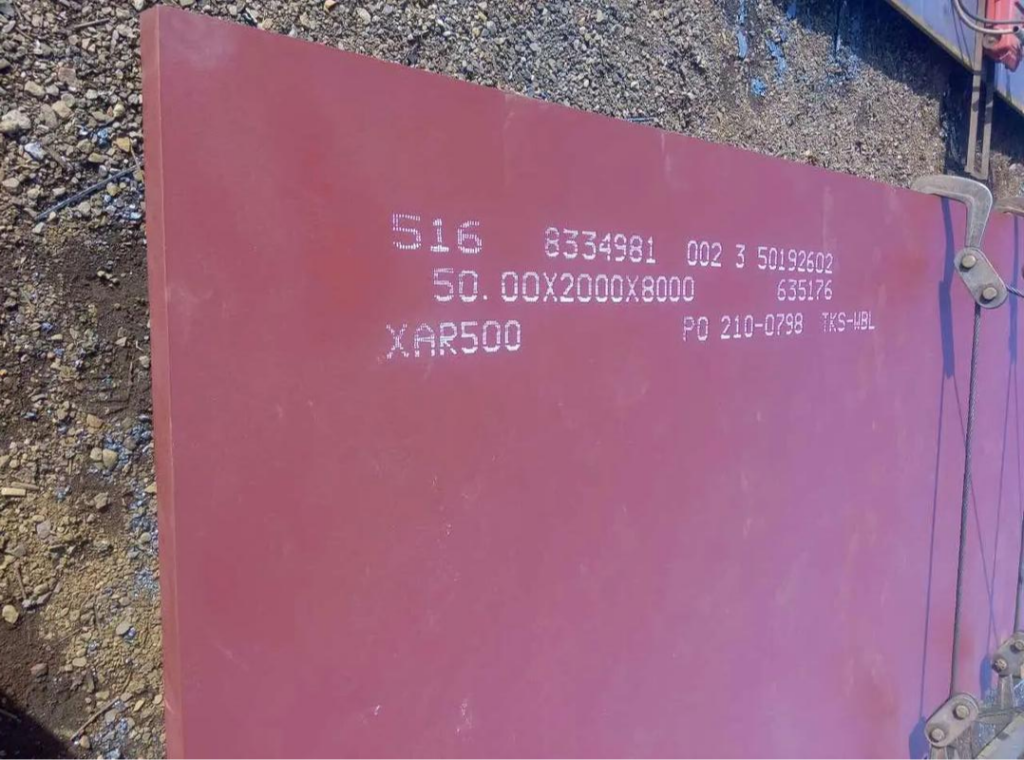 516 8334981 002 3 50192602
50.00X2000X8000 635176
XAR500 PO 210-0798 TKS-WBL